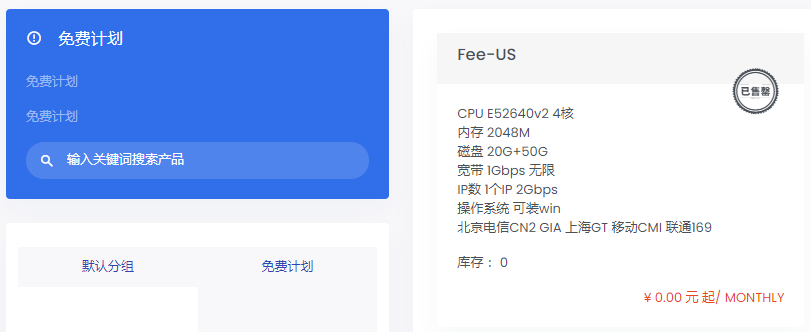 免费计划
免费计划
免费计划
输入关键词搜索产品
默认分组
免费计划
Fee-US
已售罄
CPU E52640v2 4核
内存 2048M
磁盘 20G+50G
宽带 1Gbps 无限
IP数 1个IP 2Gbps
操作系统 可装win
北京电信CN2 GIA 上海GT 移动CMI 联通169
库存： 0
¥ 0.00 元 起/ MONTHLY